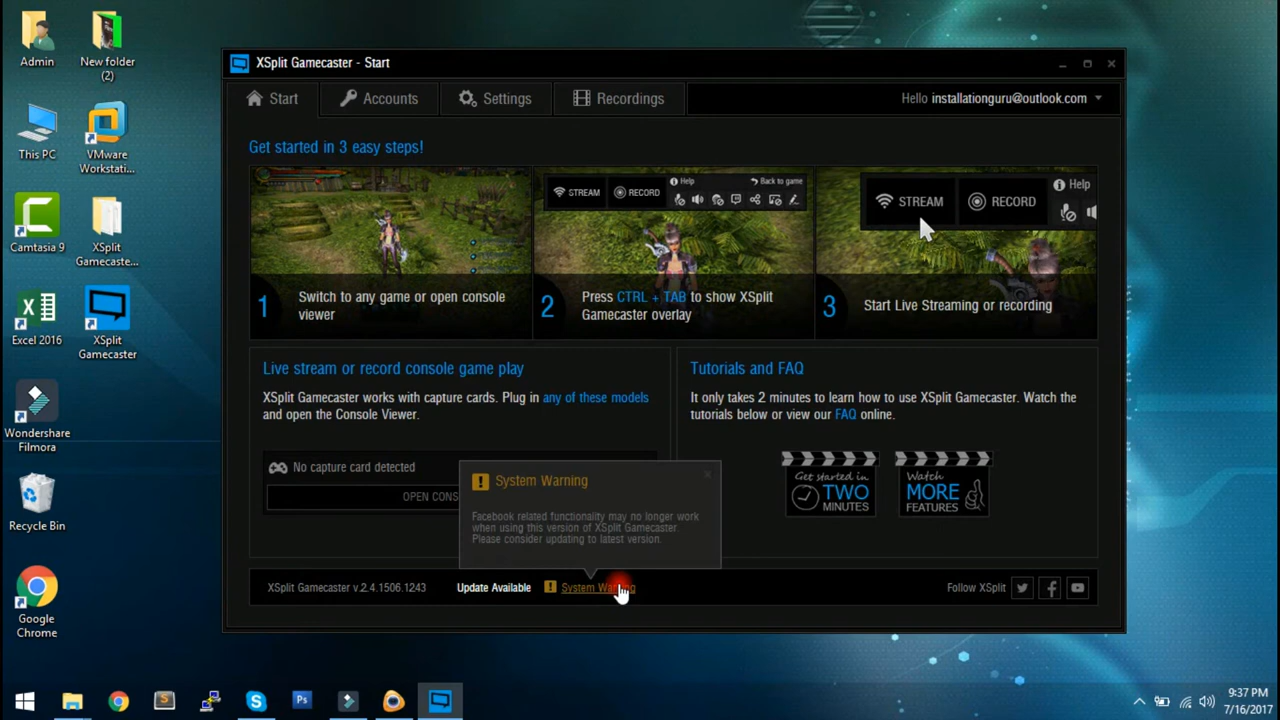 Admin
New folder
(2)
This PC
VMware
Workstati...
Camtasia 9
XSplit
Gamecaste...
Excel 2016
XSplit
Gamecaster
Wondershare
Filmora
Recycle Bin
Google
Chrome
XSplit Gamecaster - Start
Start
Accounts
Settings
Recordings
Hello installationguru@outlook.com
Get started in 3 easy steps!
1
Switch to any game or open console
viewer
STREAM
RECORD
Help
Back to game
2
Press CTRL + TAB to show XSplit
Gamecaster overlay
STREAM
RECORD
Help
3
Start Live Streaming or recording
Live stream or record console game play
XSplit Gamecaster works with capture cards. Plug in any of these models
and open the Console Viewer.
No capture card detected
OPEN CONS
Tutorials and FAQ
It only takes 2 minutes to learn how to use XSplit Gamecaster. Watch the
tutorials below or view our FAQ online.
Get started in
TWO
MINUTES
Watch
MORE
FEATURES
System Warning
Facebook related functionality may no longer work
when using this version of XSplit Gamecaster.
Please consider updating to latest version.
XSplit Gamecaster v.2.4.1506.1243
Update Available
System Warning
Follow XSplit
Ps
9:37 PM
7/16/2017